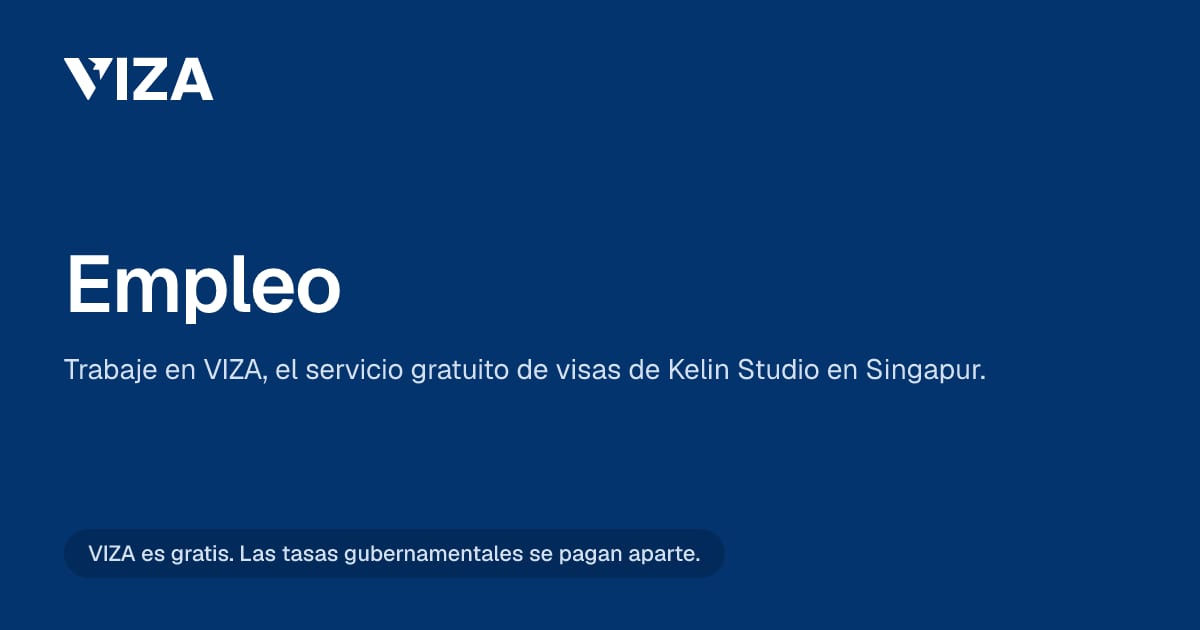 VIZA
Empleo
Trabaje en VIZA, el servicio gratuito de visas de Kelin Studio en Singapur.
VIZA es gratis. Las tasas gubernamentales se pagan aparte.